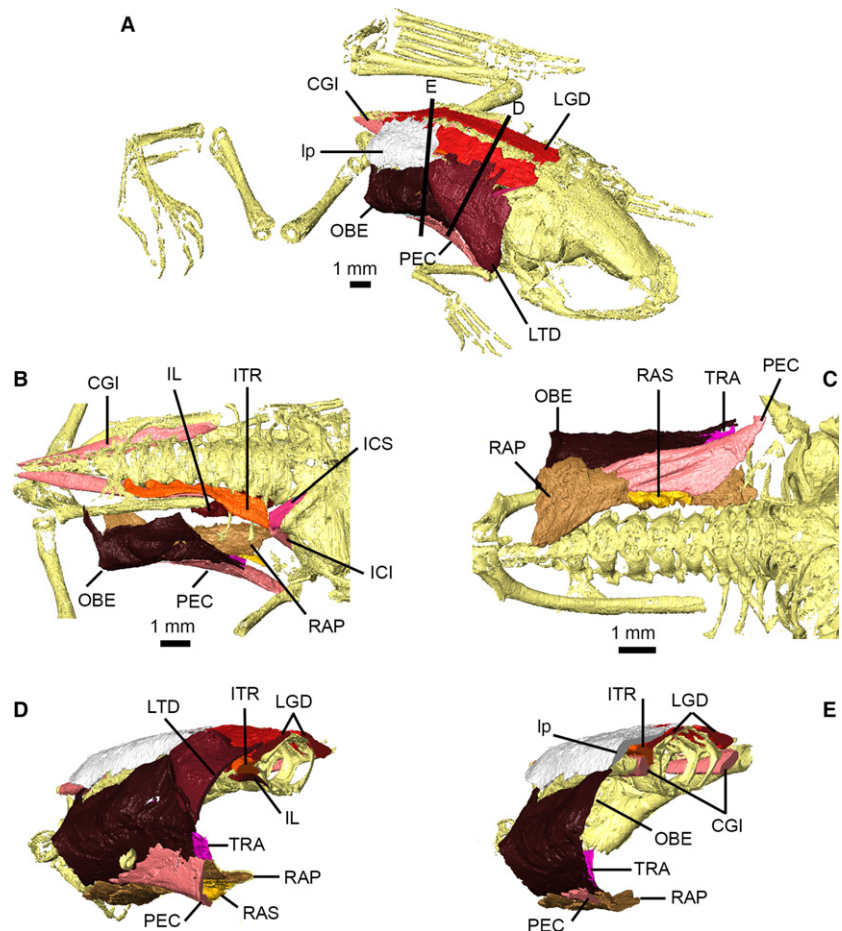 A
CGI
E
D
LGD
lp
OBE
PEC
1 mm
LTD
B
CGI
IL
ITR
ICS
ICI
OBE
PEC
RAP
1 mm
C
OBE
RAS
TRA
PEC
RAP
1 mm
D
LTD
ITR
LGD
IL
TRA
RAP
PEC
RAS
E
lp
ITR
LGD
OBE
CGI
TRA
RAP
PEC